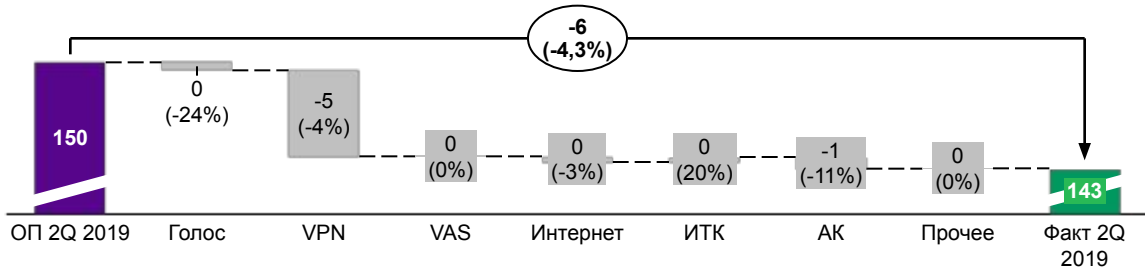 -6
(-4,3%)
150
0
(-24%)
-5
(-4%)
0
(0%)
0
(-3%)
0
(20%)
-1
(-11%)
0
(0%)
143
ОП 2Q 2019
Голос
VPN
VAS
Интернет
ИТК
АК
Прочее
Факт 2Q
2019